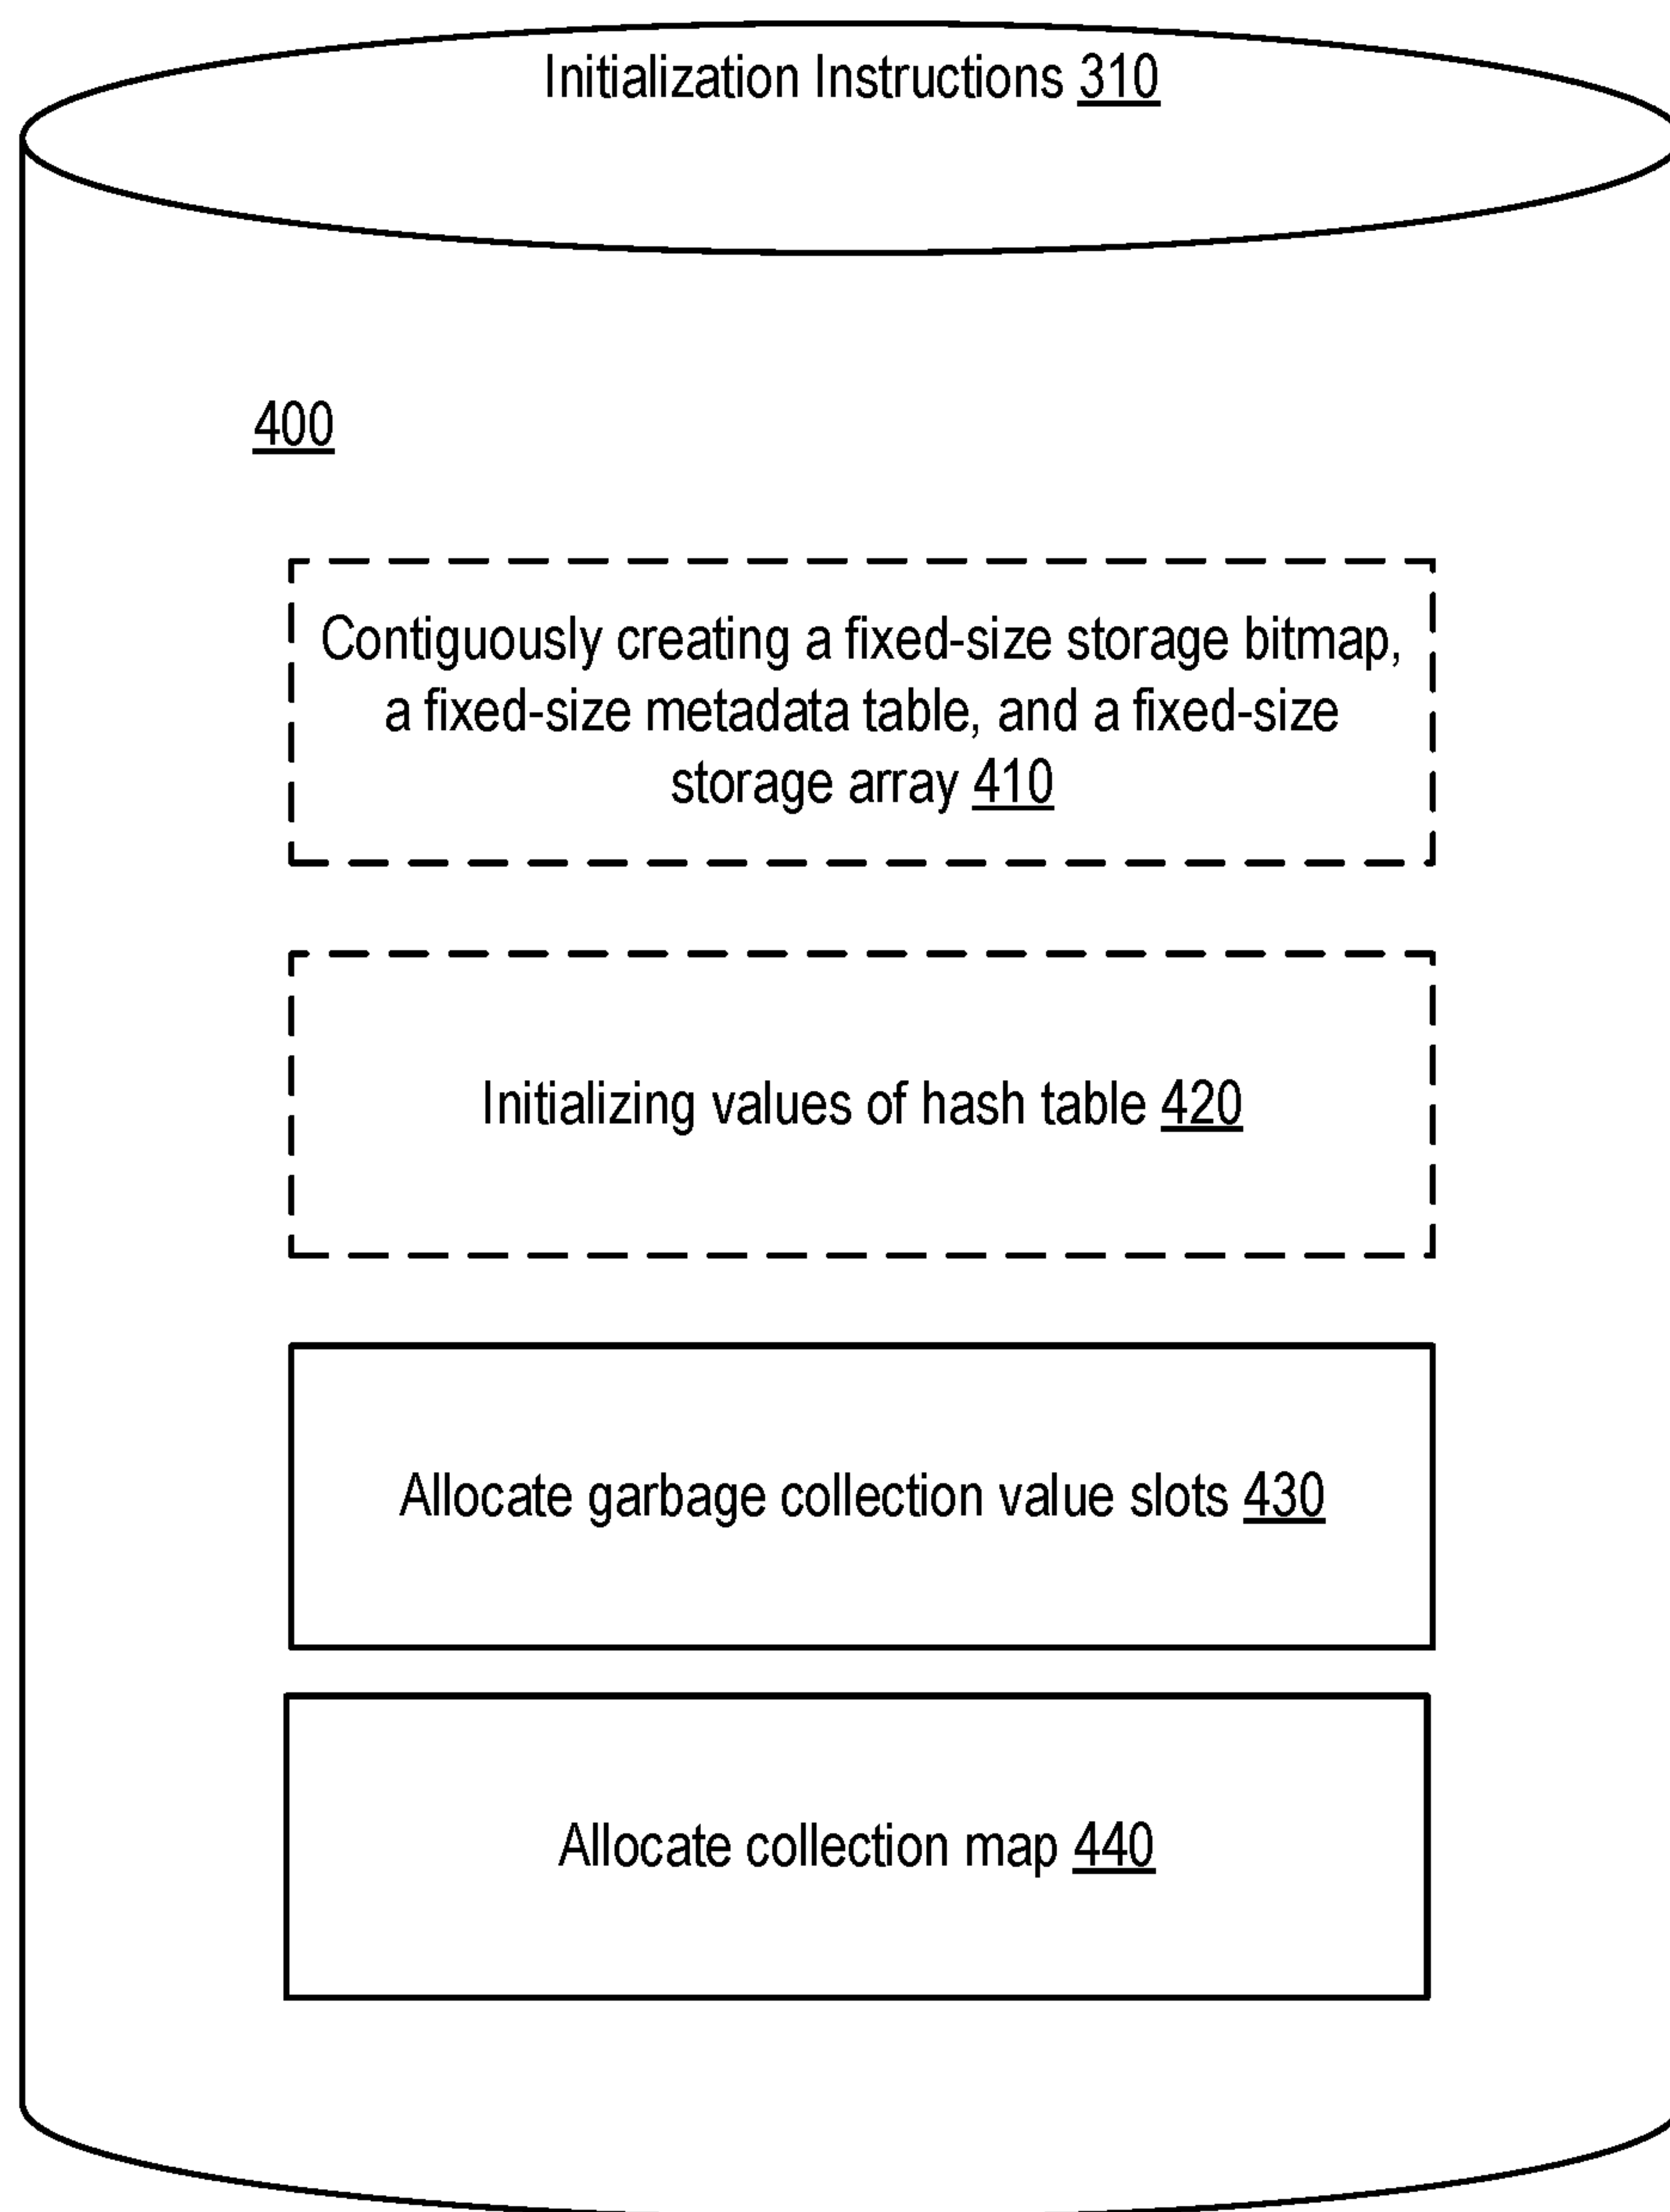 Initialization Instructions 310
400
Contiguously creating a fixed-size storage bitmap,
a fixed-size metadata table, and a fixed-size
storage array 410
Initializing values of hash table 420
Allocate garbage collection value slots 430
Allocate collection map 440